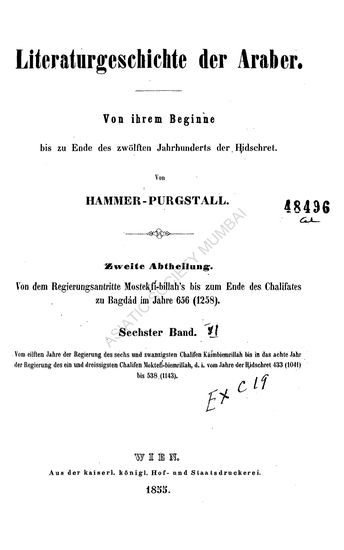 Literaturgeschichte der Araber.
Von ihrem Beginne
bis zu Ende des zwölften Jahrhunderts der Hidschret.
Von
HAMMER-PURGSTALL.
48496
Zweite Abtheilung.
Von dem Regierungsantritte Mostekfi-billah's bis zum Ende des Chalifates
zu Bagdád im Jahre 656 (1258).
Sechster Band. VI
Vom eilften Jahre der Regierung des sechs und zwanzigsten Chalifen Kaimbiemrillah bis in das achte Jahr
der Regierung des ein und dreissigsten Chalifen Moktefi-biemrillah, d. i. vom Jahre der Hidschret 433 (1041)
bis 538 (1143).
Ex C 19
WIEN.
Aus der kaiserl. königl. Hof- und Staatsdruckerei.
1855.
ASIATIC SOCIETY MUMBAI